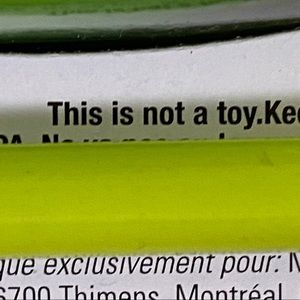 This is not a toy.Kee
que exclusivement pour:
6700 Thimens, Montréal